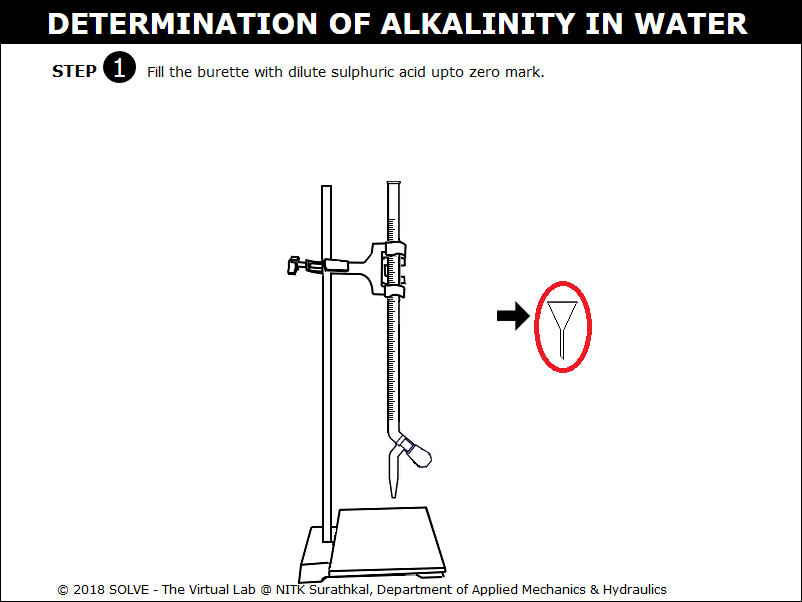 DETERMINATION OF ALKALINITY IN WATER
STEP 1 Fill the burette with dilute sulphuric acid upto zero mark.
© 2018 SOLVE - The Virtual Lab @ NITK Surathkal, Department of Applied Mechanics & Hydraulics